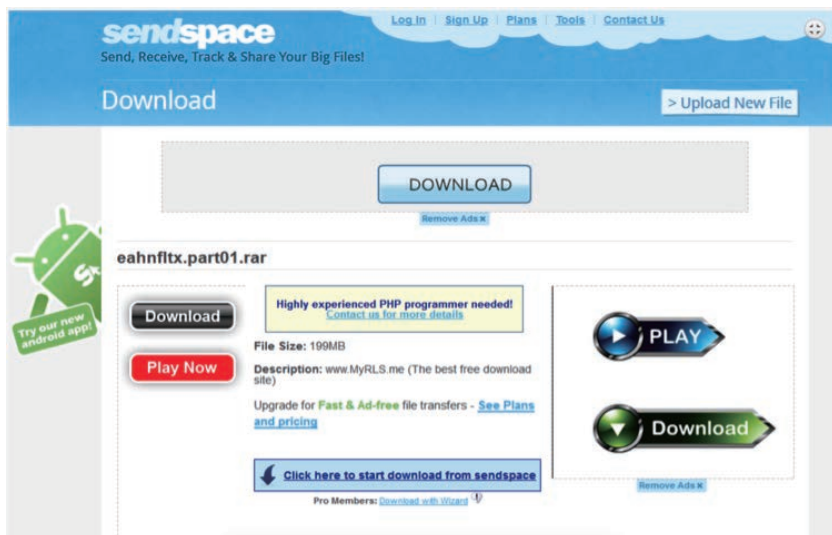 sendspace
Log In | Sign Up | Plans | Tools | Contact Us
Send, Receive, Track & Share Your Big Files!
Download
> Upload New File
DOWNLOAD
Remove Ads x
eahnfltx.part01.rar
Try our new
android app!
Download
Play Now
Highly experienced PHP programmer needed!
Contact us for more details
File Size: 199MB
Description: www.MyRLS.me (The best free download
site)
Upgrade for Fast & Ad-free file transfers - See Plans
and pricing
Click here to start download from sendspace
Pro Members: Download with Wizard
PLAY
Download
Remove Ads x